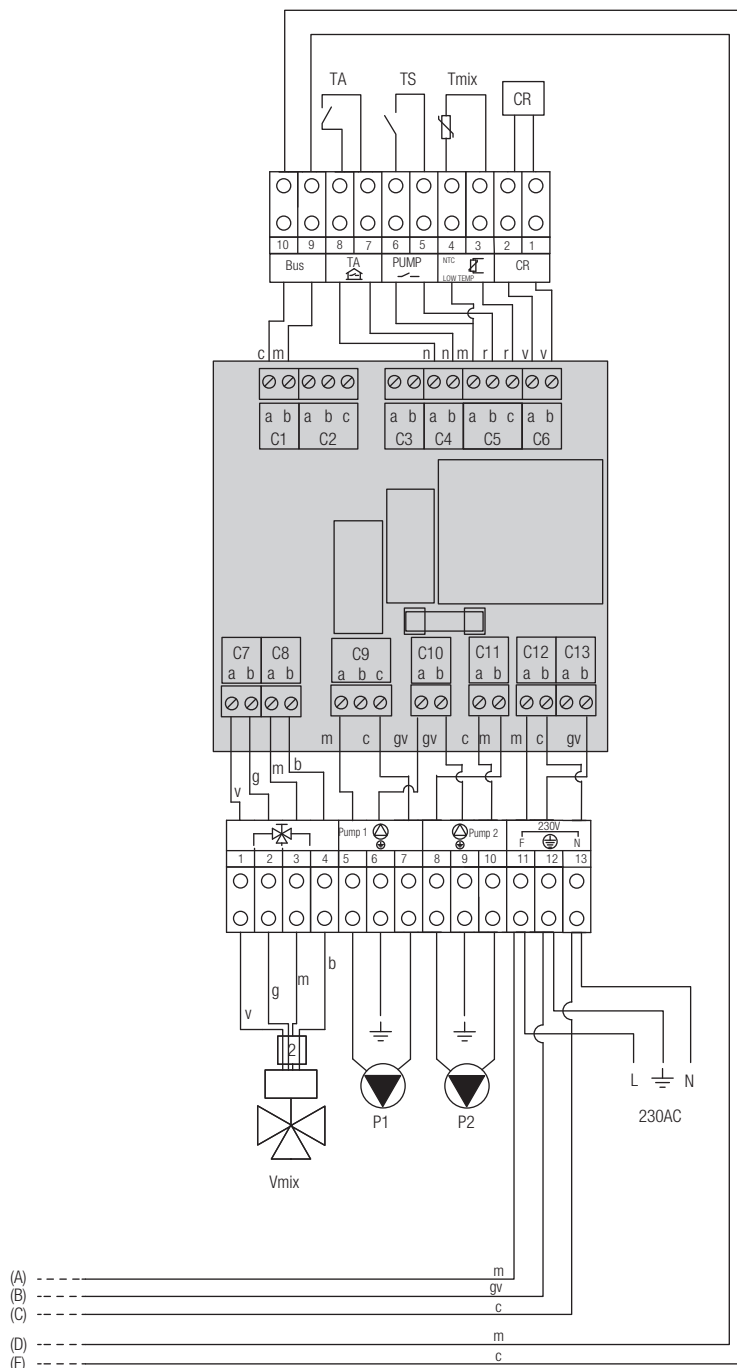 TA TS Tmix
CR
10 9 8 7 6 5 4 3 2 1
Bus TA PUMP NTC CR
LOW TEMP
c m n n m r r v v
a b a b c a b a b a b c a b
C1 C2 C3 C4 C5 C6
C7 C8 C9 C10 C11 C12 C13
a b a b a b c a b a b a b a b
m c gv gv c m m c gv
v g m b
Pump 1 Pump 2 230V
F N
1 2 3 4 5 6 7 8 9 10 11 12 13
v g m b
2
L N
P1 P2 230AC
Vmix
(A) m
(B) gv
(C) c
(D) m
(E) c